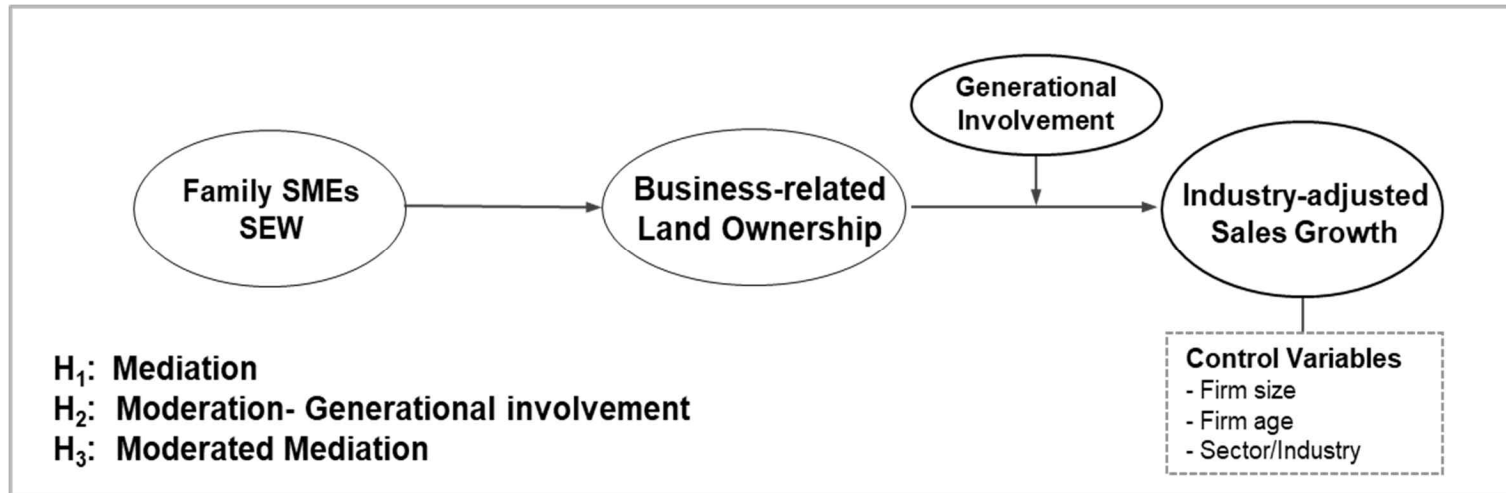 Generational
Involvement
Family SMEs
SEW
Business-related
Land Ownership
Industry-adjusted
Sales Growth
H₁: Mediation
H₂: Moderation- Generational involvement
H₃: Moderated Mediation
Control Variables
- Firm size
- Firm age
- Sector/Industry